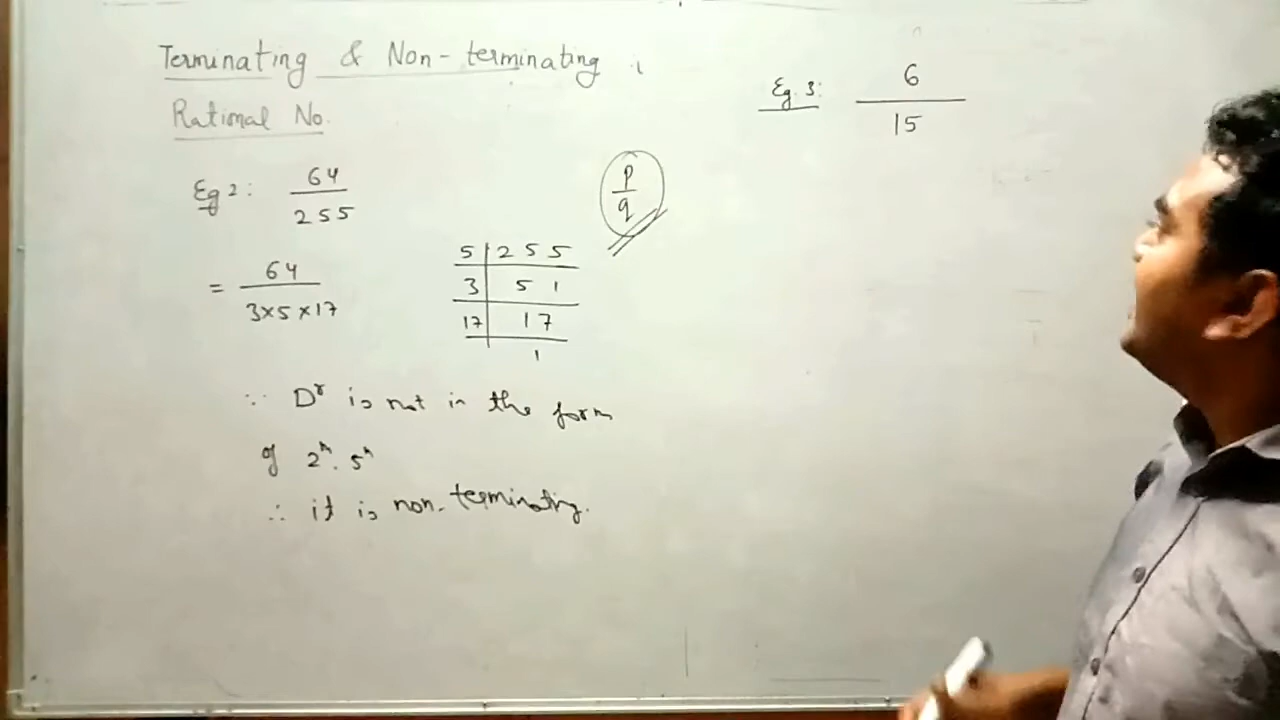 Terminating & Non-terminating
Rational No.
Eg 2: 64/255
= 64/3×5×17
5 | 255
3 | 51
17 | 17
1
p/q
∵ Dʳ is not in the form
of 2ᵐ. 5ⁿ
∴ it is non-terminating.
Eg. 3: 6/15